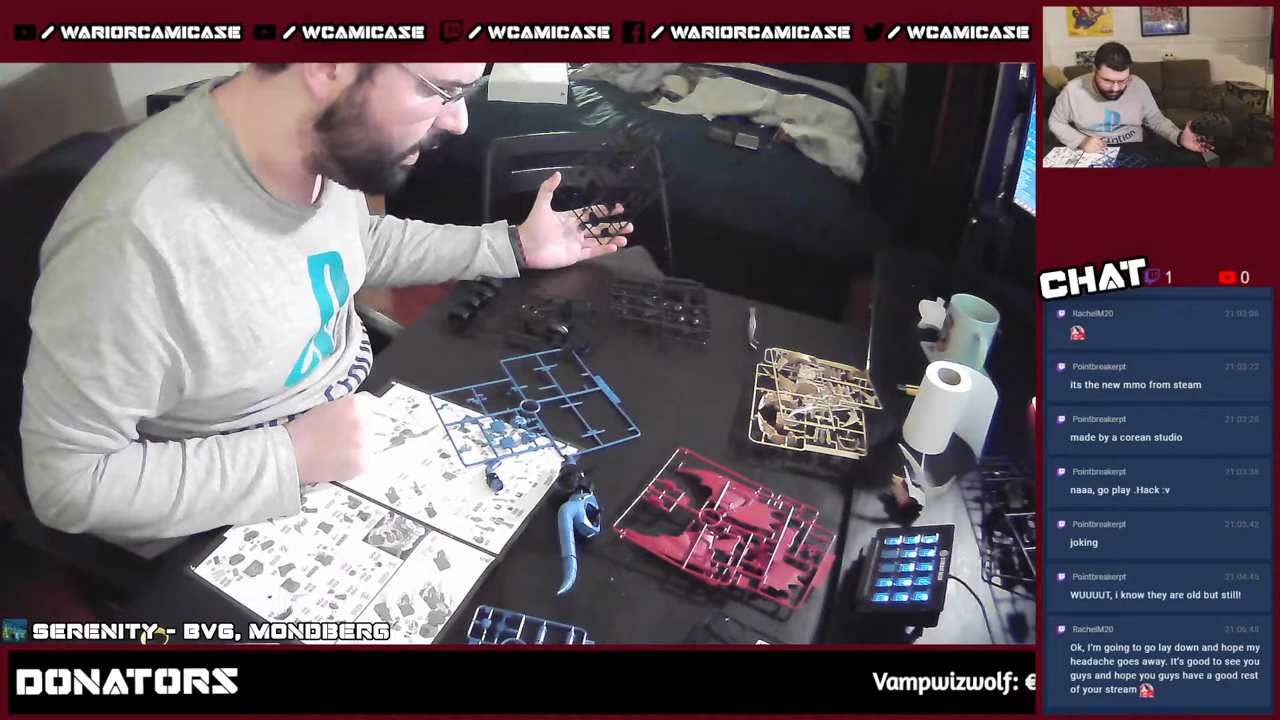 / WARIORCAMICASE / WCAMICASE / WCAMICASE / WARIORCAMICASE / WCAMICASE
CHAT 1 0
RachelM20 21:03:06
Pointbreakerpt 21:03:22
its the new mmo from steam
Pointbreakerpt 21:03:28
made by a corean studio
Pointbreakerpt 21:03:38
naaa, go play .Hack :v
Pointbreakerpt 21:03:42
joking
Pointbreakerpt 21:04:45
WUUUUT, i know they are old but still!
RachelM20 21:06:48
Ok, I'm going to go lay down and hope my
headache goes away. It's good to see you
guys and hope you guys have a good rest
of your stream
SERENITY - BVG, MONDBERG
DONATORS
Vampwizwolf: €